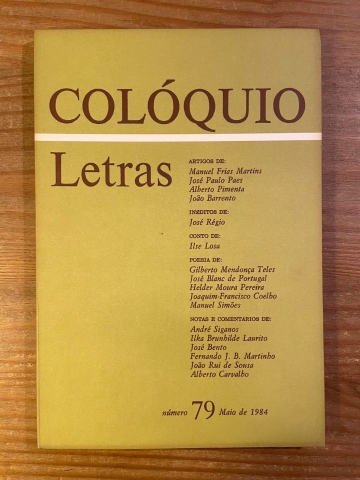 COLÓQUIO
Letras
ARTIGOS DE:
Manuel Frias Martins
José Paulo Paes
Alberto Pimenta
João Barrento
INÉDITOS DE:
José Régio
CONTO DE:
Ilse Losa
POESIA DE:
Gilberto Mendonça Teles
José Blanc de Portugal
Helder Moura Pereira
Joaquim-Francisco Coelho
Manuel Simões
NOTAS E COMENTÁRIOS DE:
André Siganos
Ilka Brunhilde Laurito
José Bento
Fernando J. B. Martinho
João Rui de Sousa
Alberto Carvalho
número 79 Maio de 1984